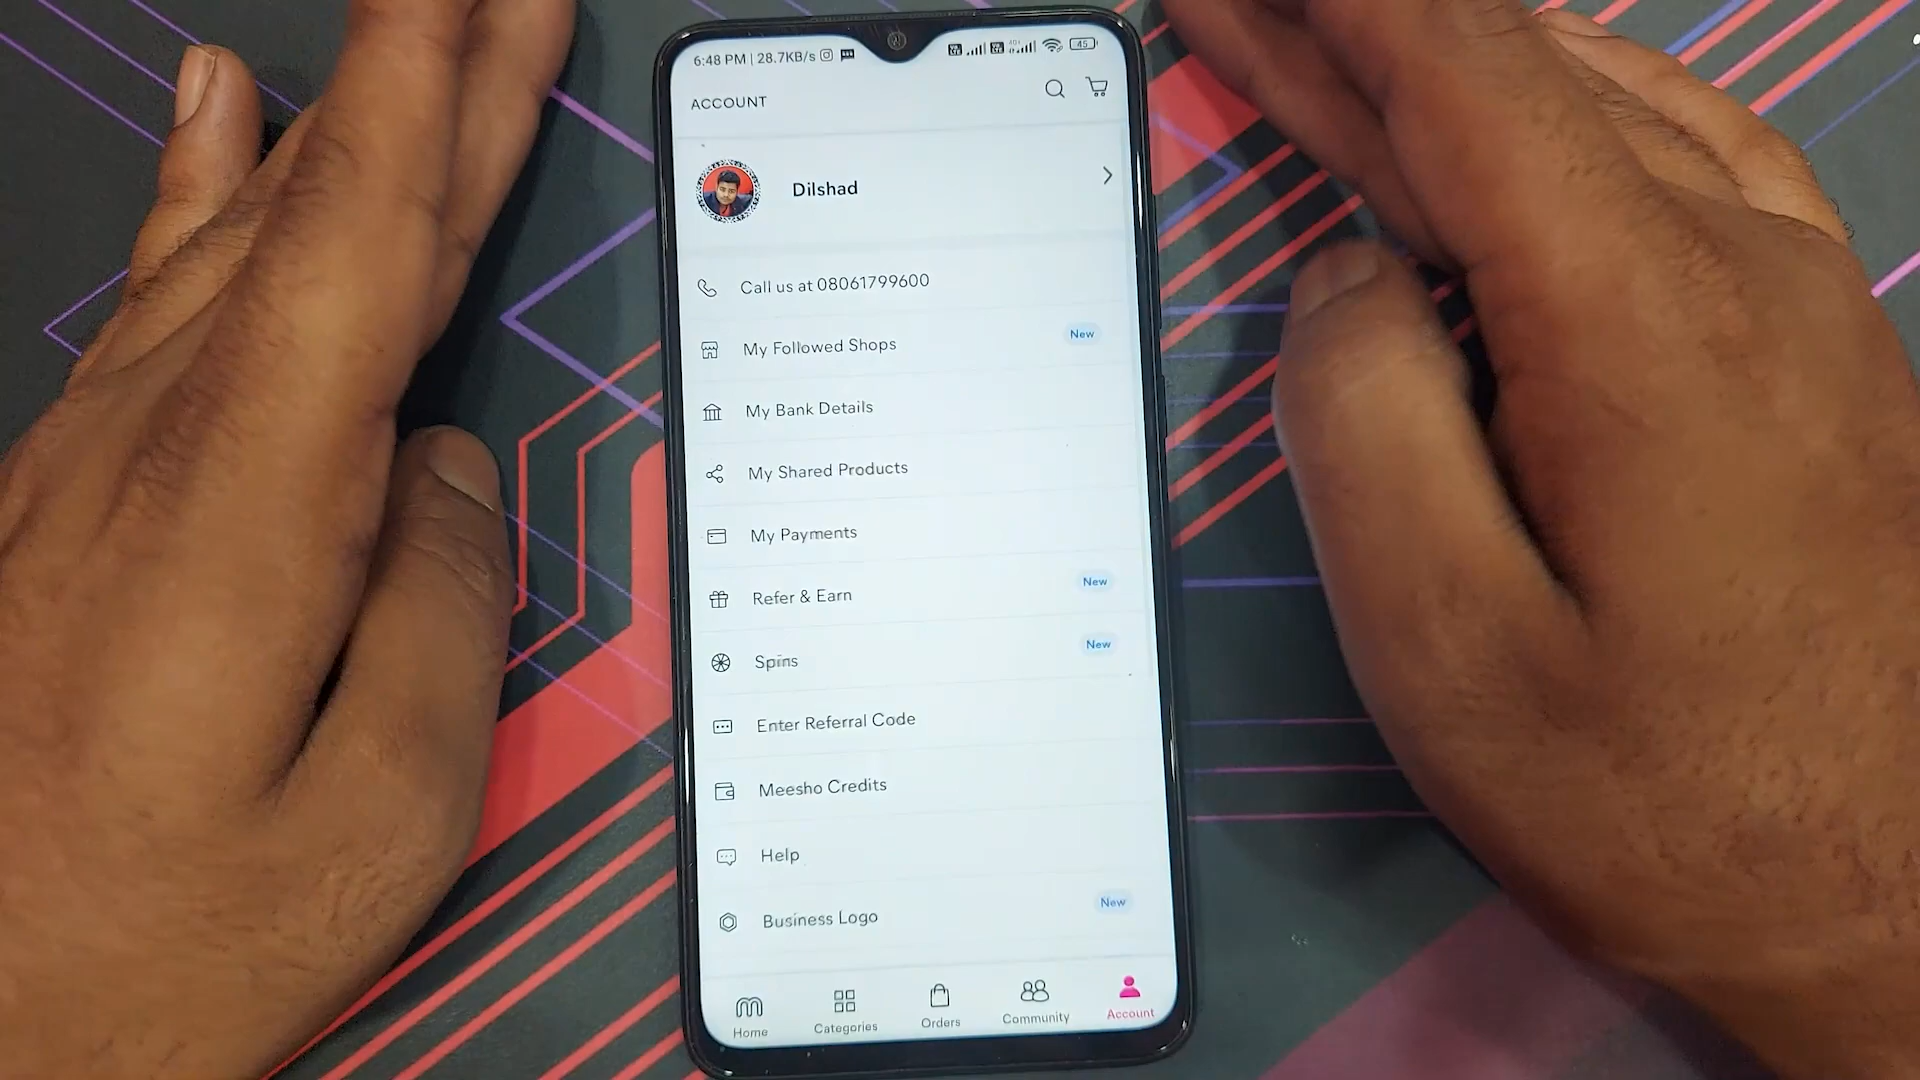 6:48 PM | 28.7KB/s
45
ACCOUNT
Dilshad
Call us at 08061799600
My Followed Shops New
My Bank Details
My Shared Products
My Payments
Refer & Earn New
Spins New
Enter Referral Code
Meesho Credits
Help
Business Logo New
Home Categories Orders Community Account